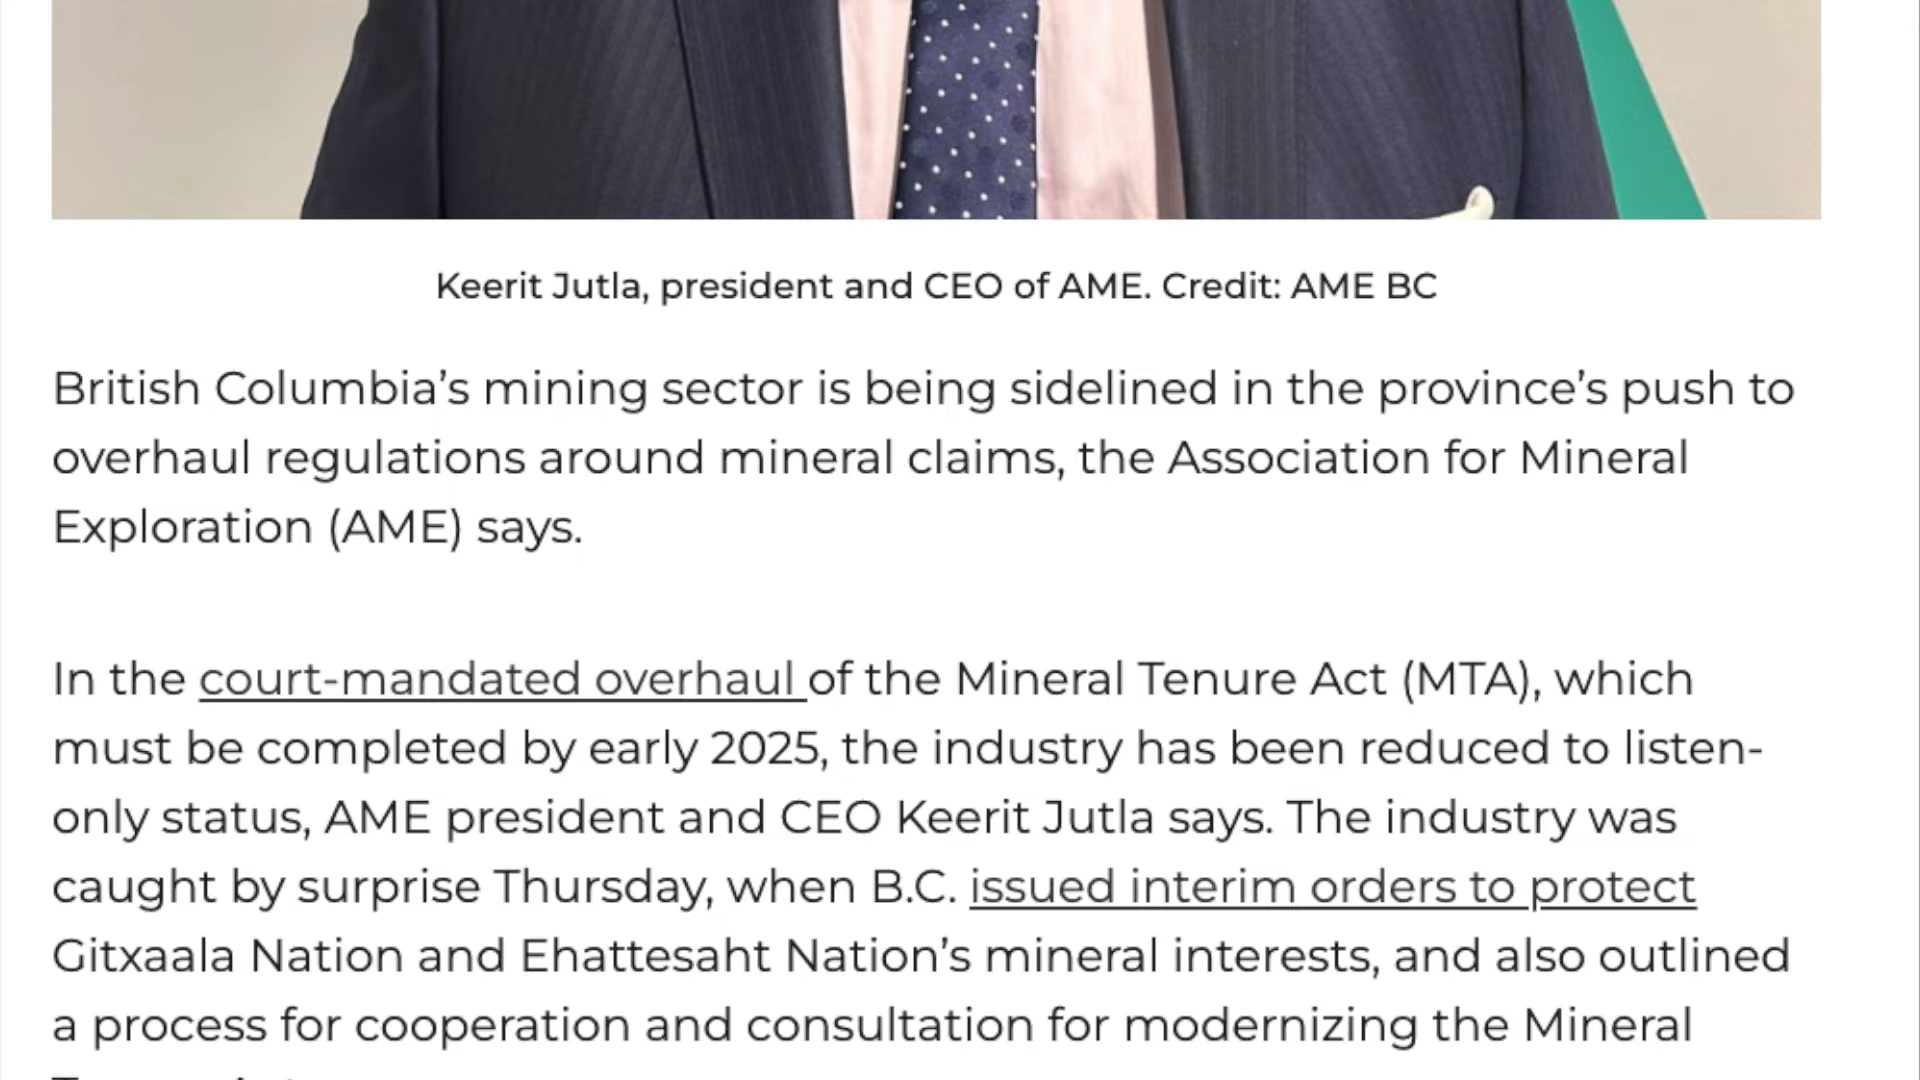 Keerit Jutla, president and CEO of AME. Credit: AME BC
British Columbia’s mining sector is being sidelined in the province’s push to
overhaul regulations around mineral claims, the Association for Mineral
Exploration (AME) says.
In the court-mandated overhaul of the Mineral Tenure Act (MTA), which
must be completed by early 2025, the industry has been reduced to listen-
only status, AME president and CEO Keerit Jutla says. The industry was
caught by surprise Thursday, when B.C. issued interim orders to protect
Gitxaala Nation and Ehattesaht Nation’s mineral interests, and also outlined
a process for cooperation and consultation for modernizing the Mineral